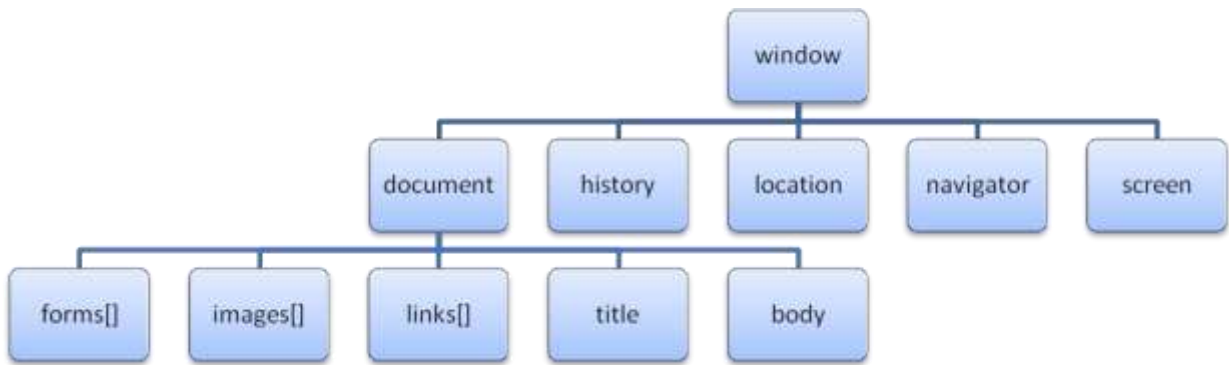 window
document
history
location
navigator
screen
forms[]
images[]
links[]
title
body